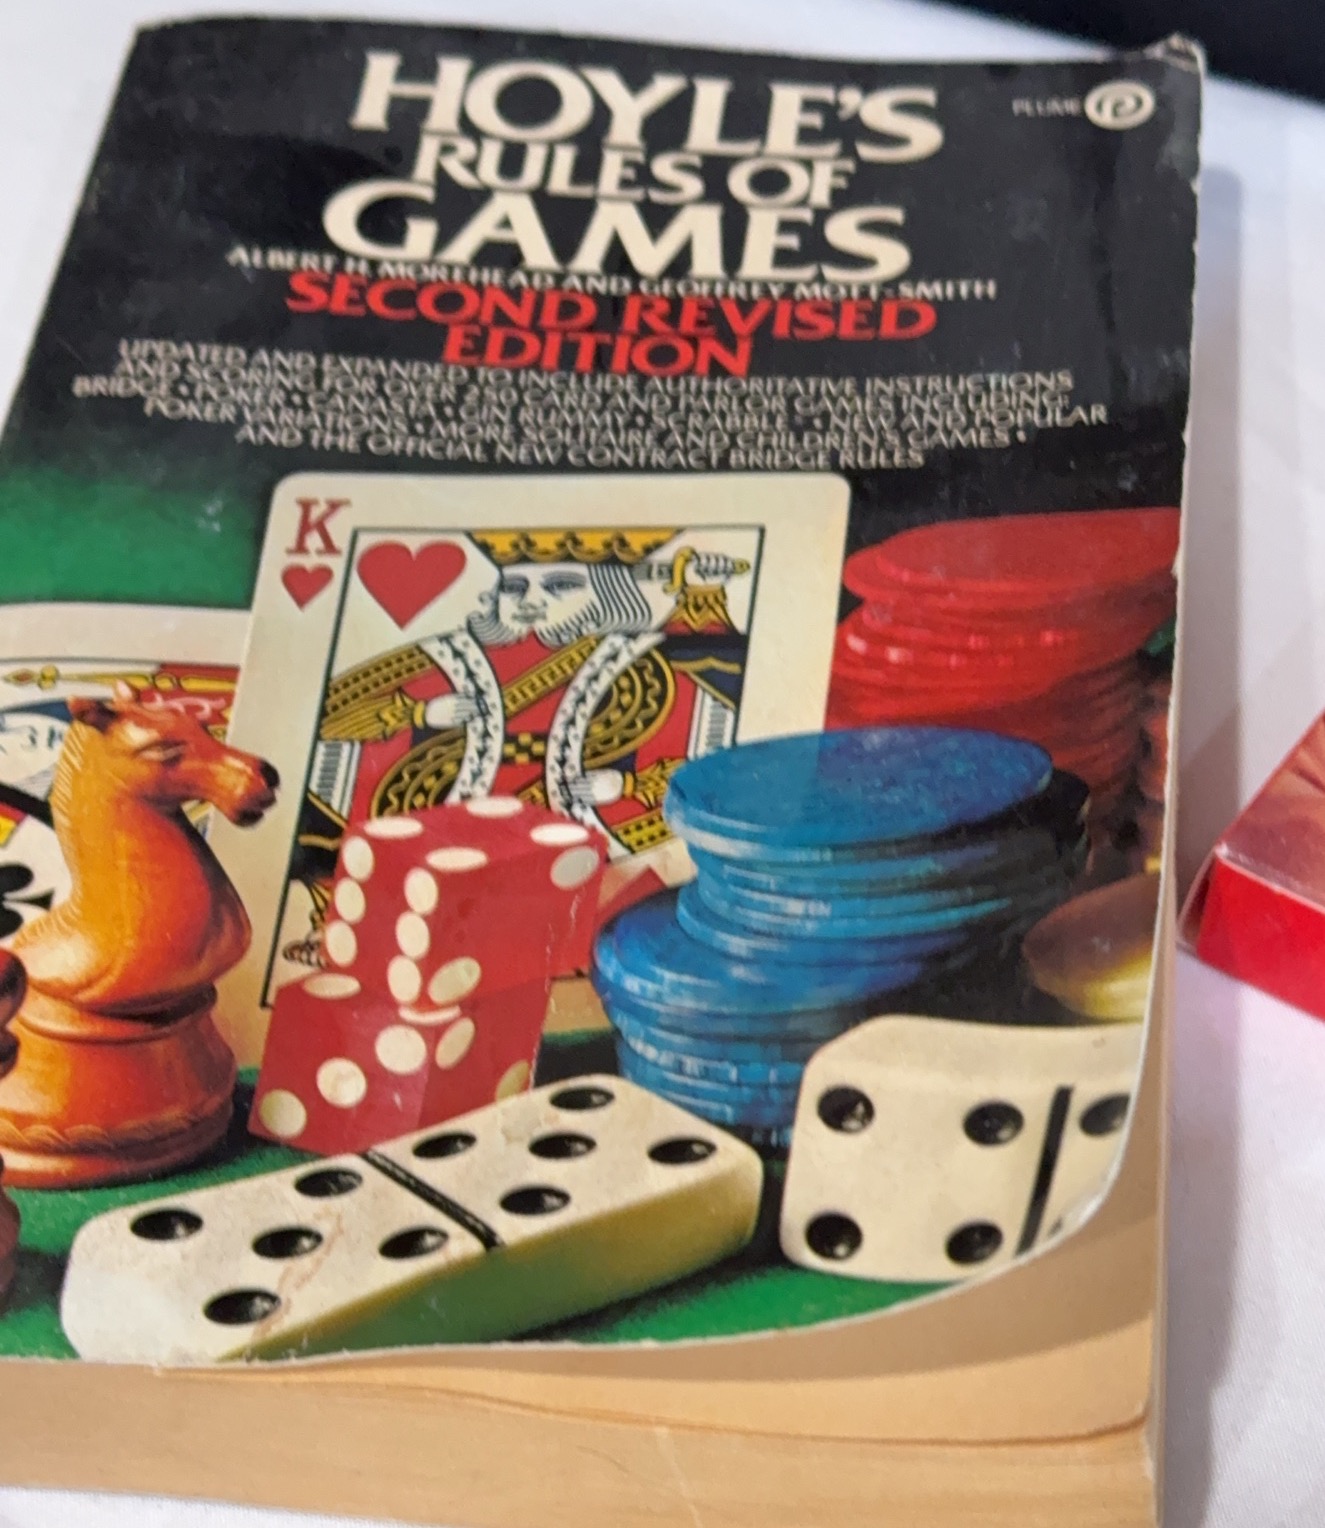 HOYLE'S
PLUME
RULES OF
GAMES
ALBERT H. MOREHEAD AND GEOFFREY MOTT-SMITH
SECOND REVISED
EDITION
UPDATED AND EXPANDED TO INCLUDE AUTHORITATIVE INSTRUCTIONS
AND SCORING FOR OVER 250 CARD AND PARLOR GAMES INCLUDING:
BRIDGE • POKER • CANASTA • GIN RUMMY • SCRABBLE • NEW AND POPULAR
POKER VARIATIONS • MORE SOLITAIRE AND CHILDREN'S GAMES •
AND THE OFFICIAL NEW CONTRACT BRIDGE RULES
K